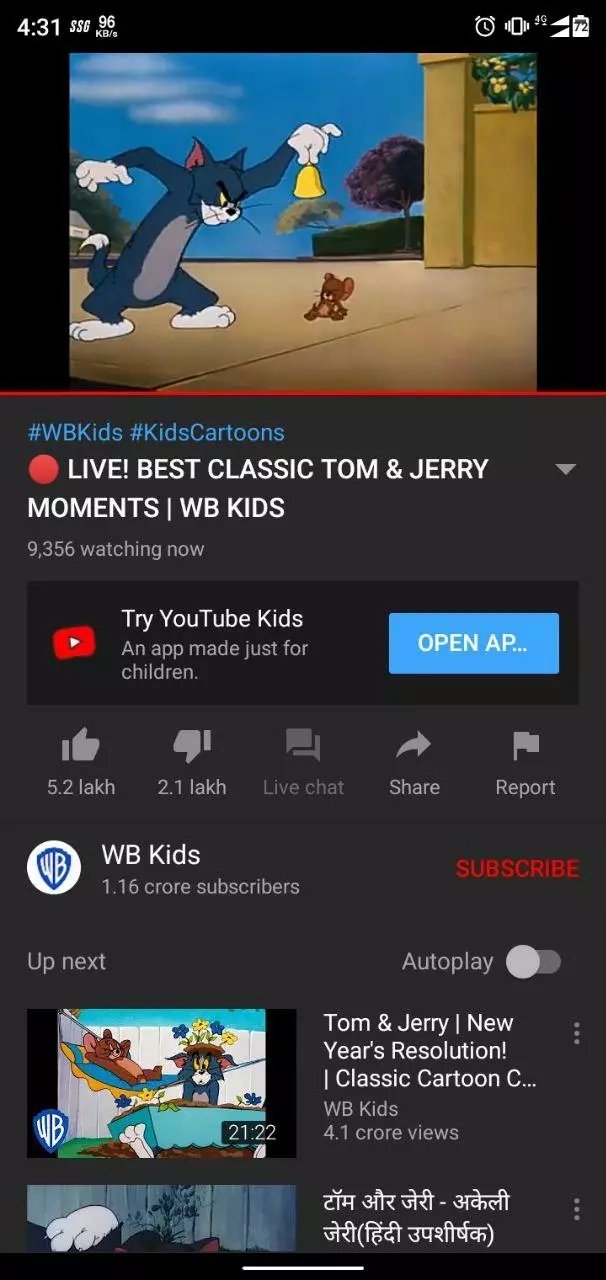 4:31 SSG 96 KB/s 4G 72
#WBKids #KidsCartoons
🔴 LIVE! BEST CLASSIC TOM & JERRY
MOMENTS | WB KIDS
9,356 watching now
Try YouTube Kids
An app made just for
children.
OPEN AP...
5.2 lakh 2.1 lakh Live chat Share Report
WB
WB Kids
1.16 crore subscribers
SUBSCRIBE
Up next Autoplay
WB
21:22
Tom & Jerry | New
Year's Resolution!
| Classic Cartoon C...
WB Kids
4.1 crore views
टॉम और जेरी - अकेली
जेरी(हिंदी उपशीर्षक)